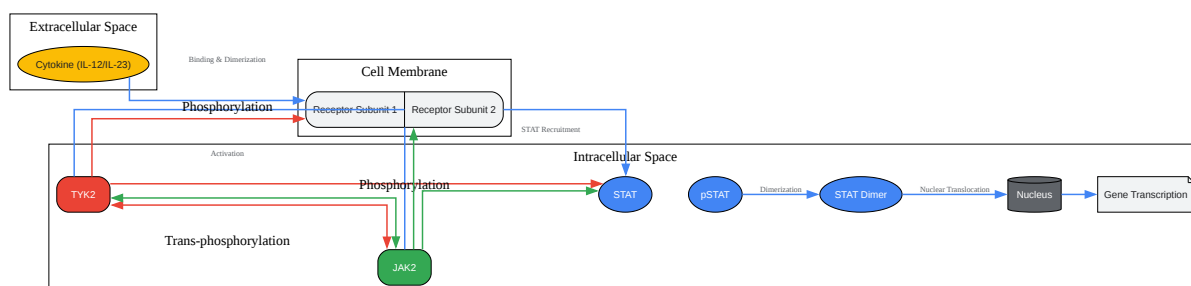 Extracellular Space
Cytokine (IL-12/IL-23)
Binding & Dimerization
Cell Membrane
Phosphorylation
Receptor Subunit 1
Receptor Subunit 2
STAT Recruitment
Activation
Intracellular Space
TYK2
Phosphorylation
STAT
pSTAT
Dimerization
STAT Dimer
Nuclear Translocation
Nucleus
Gene Transcription
Trans-phosphorylation
JAK2